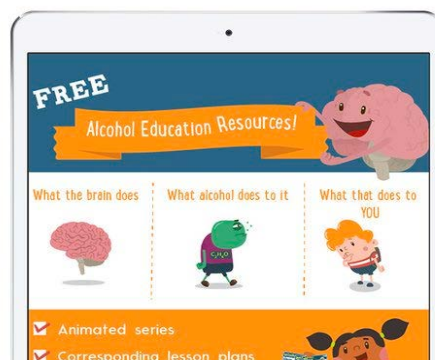 FREE
Alcohol Education Resources!
What the brain does
What alcohol does to it
What that does to
YOU
C₂H₆O
Animated series
Corresponding lesson plans